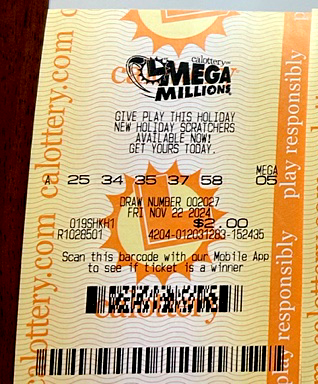 calottery
MEGA
MILLIONS
GIVE PLAY THIS HOLIDAY
NEW HOLIDAY SCRATCHERS
AVAILABLE NOW!
GET YOURS TODAY.
MEGA
A 25 34 35 37 58 05
DRAW NUMBER 002027
FRI NOV 22 2024
019SHKH1 $2.00
R1028501 4204-012031283-152435
Scan this barcode with our Mobile App
to see if ticket is a winner
calottery.com
calottery.com
play responsibly
play responsibly